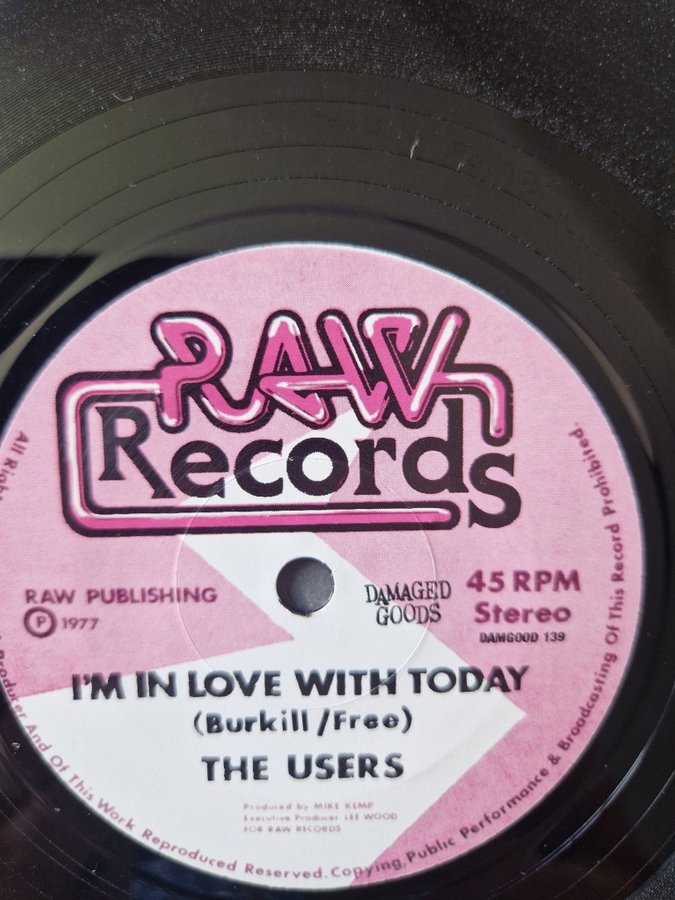 RAW
Records
RAW PUBLISHING
Ⓟ 1977
DAMAGED
GOODS
45 RPM
Stereo
DAMGOOD 139
I'M IN LOVE WITH TODAY
(Burkill/Free)
THE USERS
Produced by MIKE KEMP
Executive Producer LEE WOOD
FOR RAW RECORDS
All Right
Producer And Of This Work Reproduced Reserved. Copying, Public Performance & Broadcasting Of This Record Prohibited.